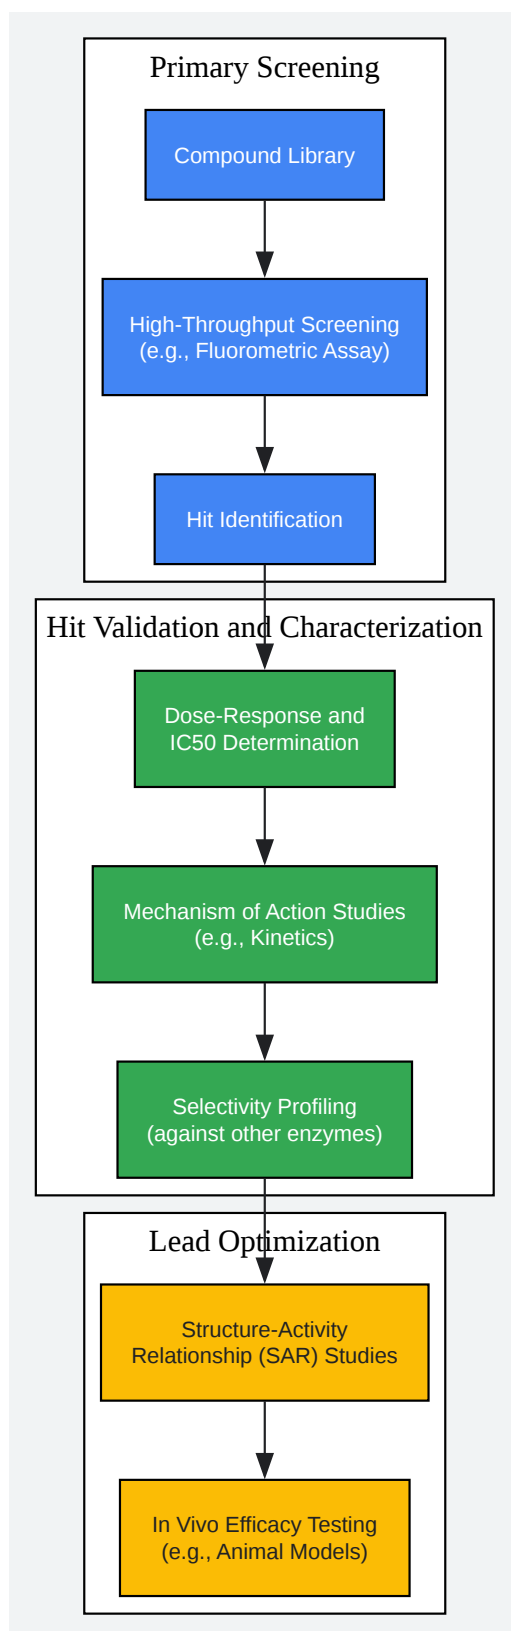 Primary Screening
Compound Library
High-Throughput Screening
(e.g., Fluorometric Assay)
Hit Identification
Hit Validation and Characterization
Dose-Response and
IC50 Determination
Mechanism of Action Studies
(e.g., Kinetics)
Selectivity Profiling
(against other enzymes)
Lead Optimization
Structure-Activity
Relationship (SAR) Studies
In Vivo Efficacy Testing
(e.g., Animal Models)